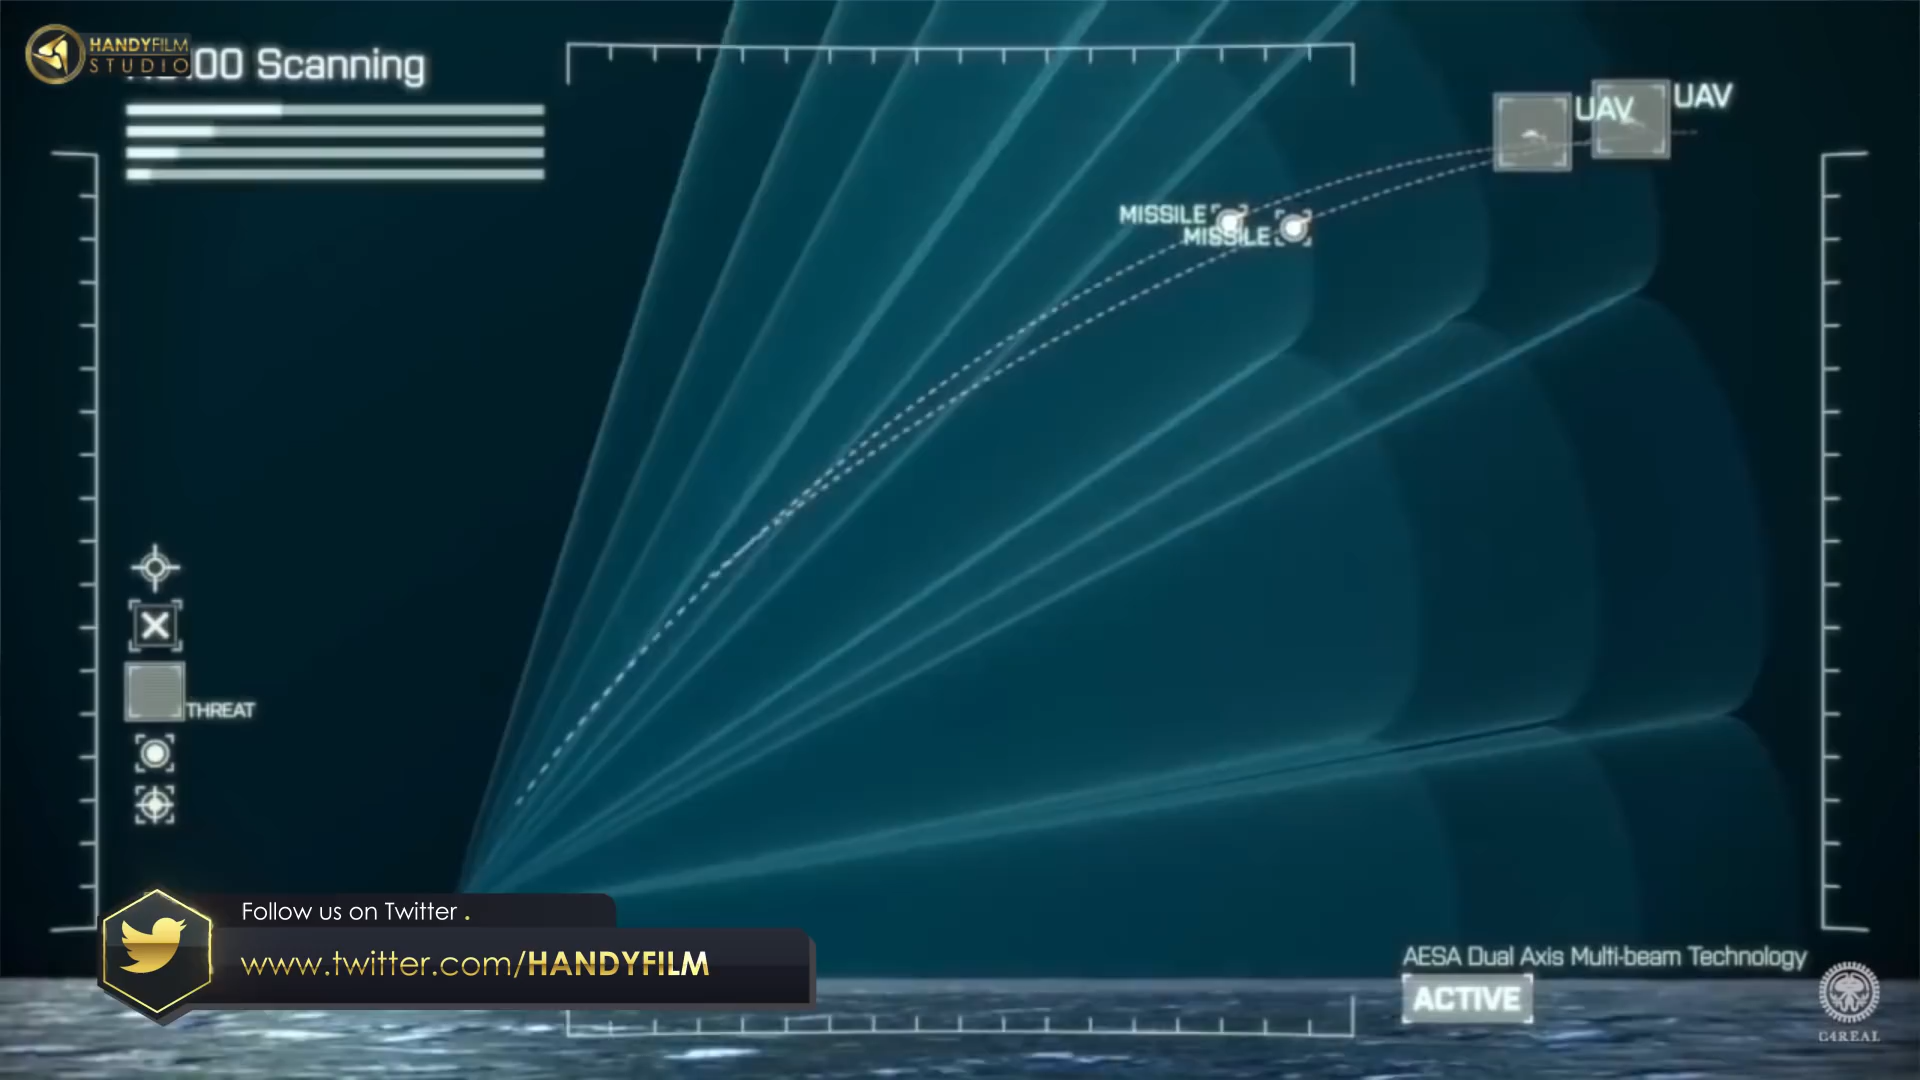 HANDYFILM
STUDIO
00 Scanning
UAV
UAV
MISSILE
MISSILE
THREAT
Follow us on Twitter .
www.twitter.com/HANDYFILM
AESA Dual Axis Multi-beam Technology
ACTIVE
C4REAL